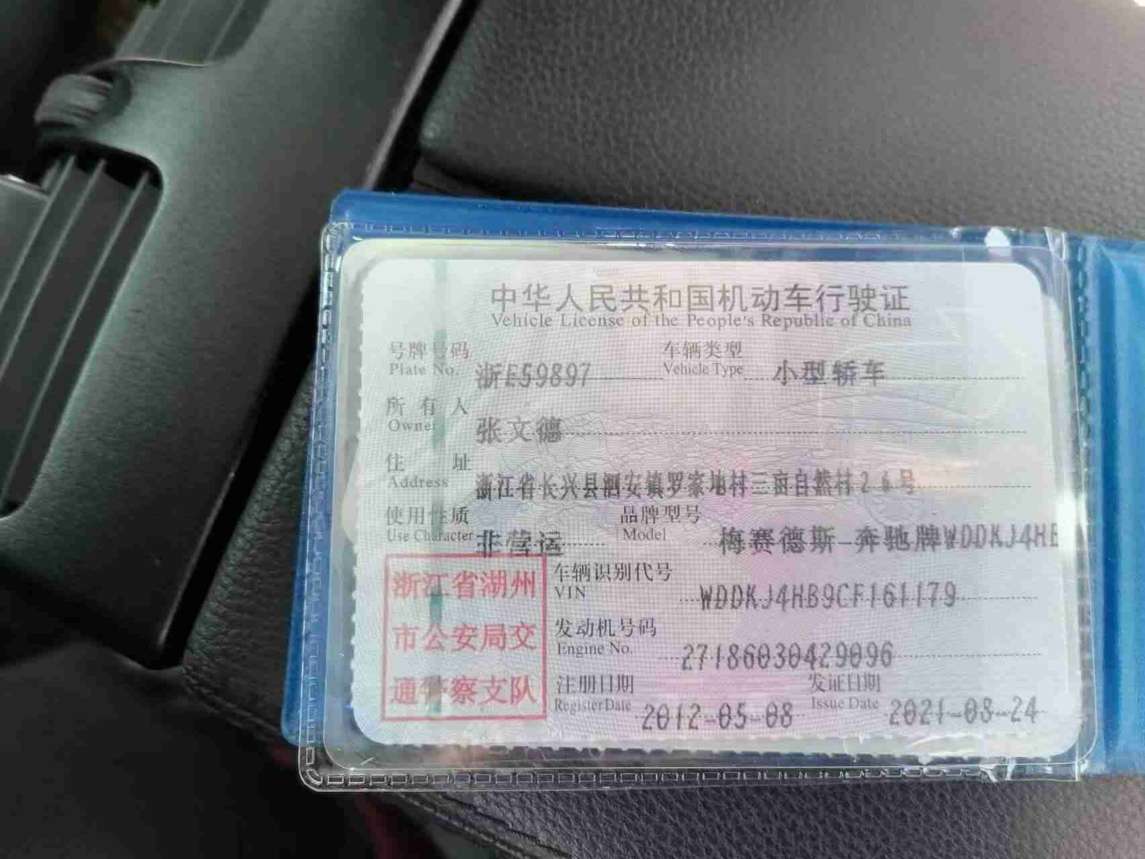 中华人民共和国机动车行驶证
Vehicle License of the People's Republic of China
号牌号码 浙E59897 车辆类型 小型轿车
Plate No. Vehicle Type
所有人 张文德
Owner
住址 浙江省长兴县泗安镇罗家地村三亩自然村26号
Address
使用性质 非营运 品牌型号 梅赛德斯-奔驰牌WDDKJ4HB
Use Character Model
浙江省湖州
市公安局交
通警察支队
车辆识别代号 WDDKJ4HB9CF161179
VIN
发动机号码 27186030429096
Engine No.
注册日期 2012-05-08 发证日期 2021-08-24
Register Date Issue Date